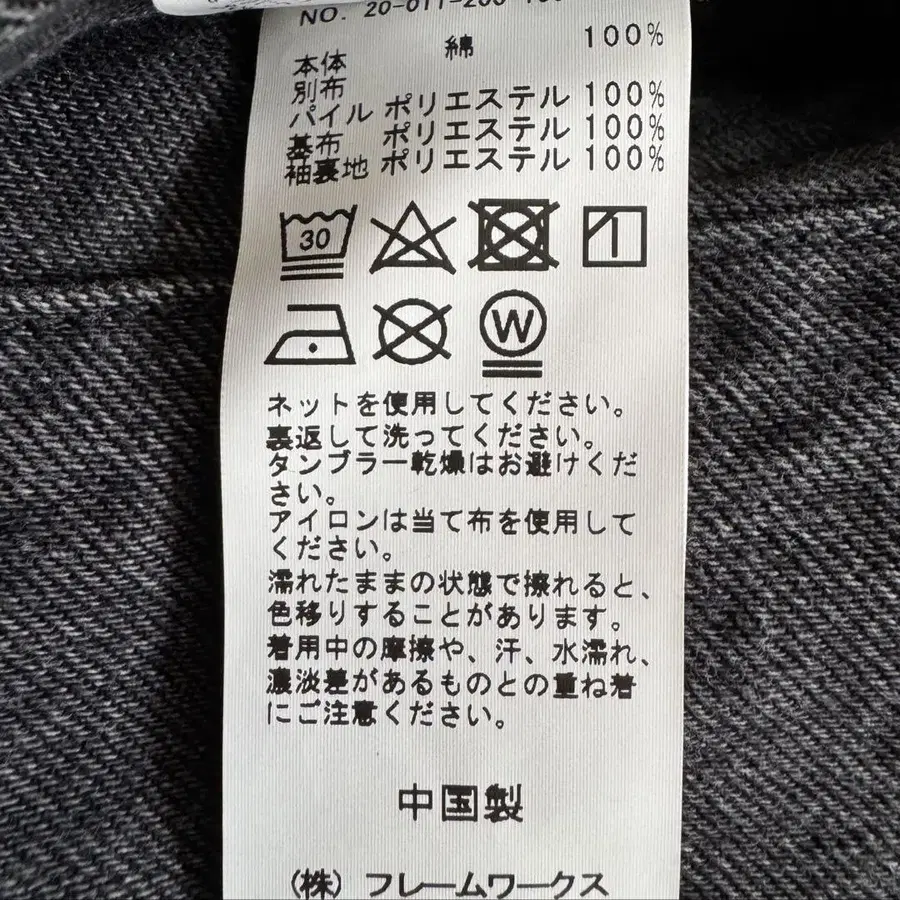 NO. 20-011-200
本体 綿 100%
別布
パイル ポリエステル 100%
基布 ポリエステル 100%
袖裏地 ポリエステル 100%
30
W
ネットを使用してください。
裏返して洗ってください。
タンブラー乾燥はお避けくだ
さい。
アイロンは当て布を使用して
ください。
濡れたままの状態で擦れると、
色移りすることがあります。
着用中の摩擦や、汗、水濡れ、
濃淡差があるものとの重ね着
にご注意ください。
中国製
(株) フレームワークス